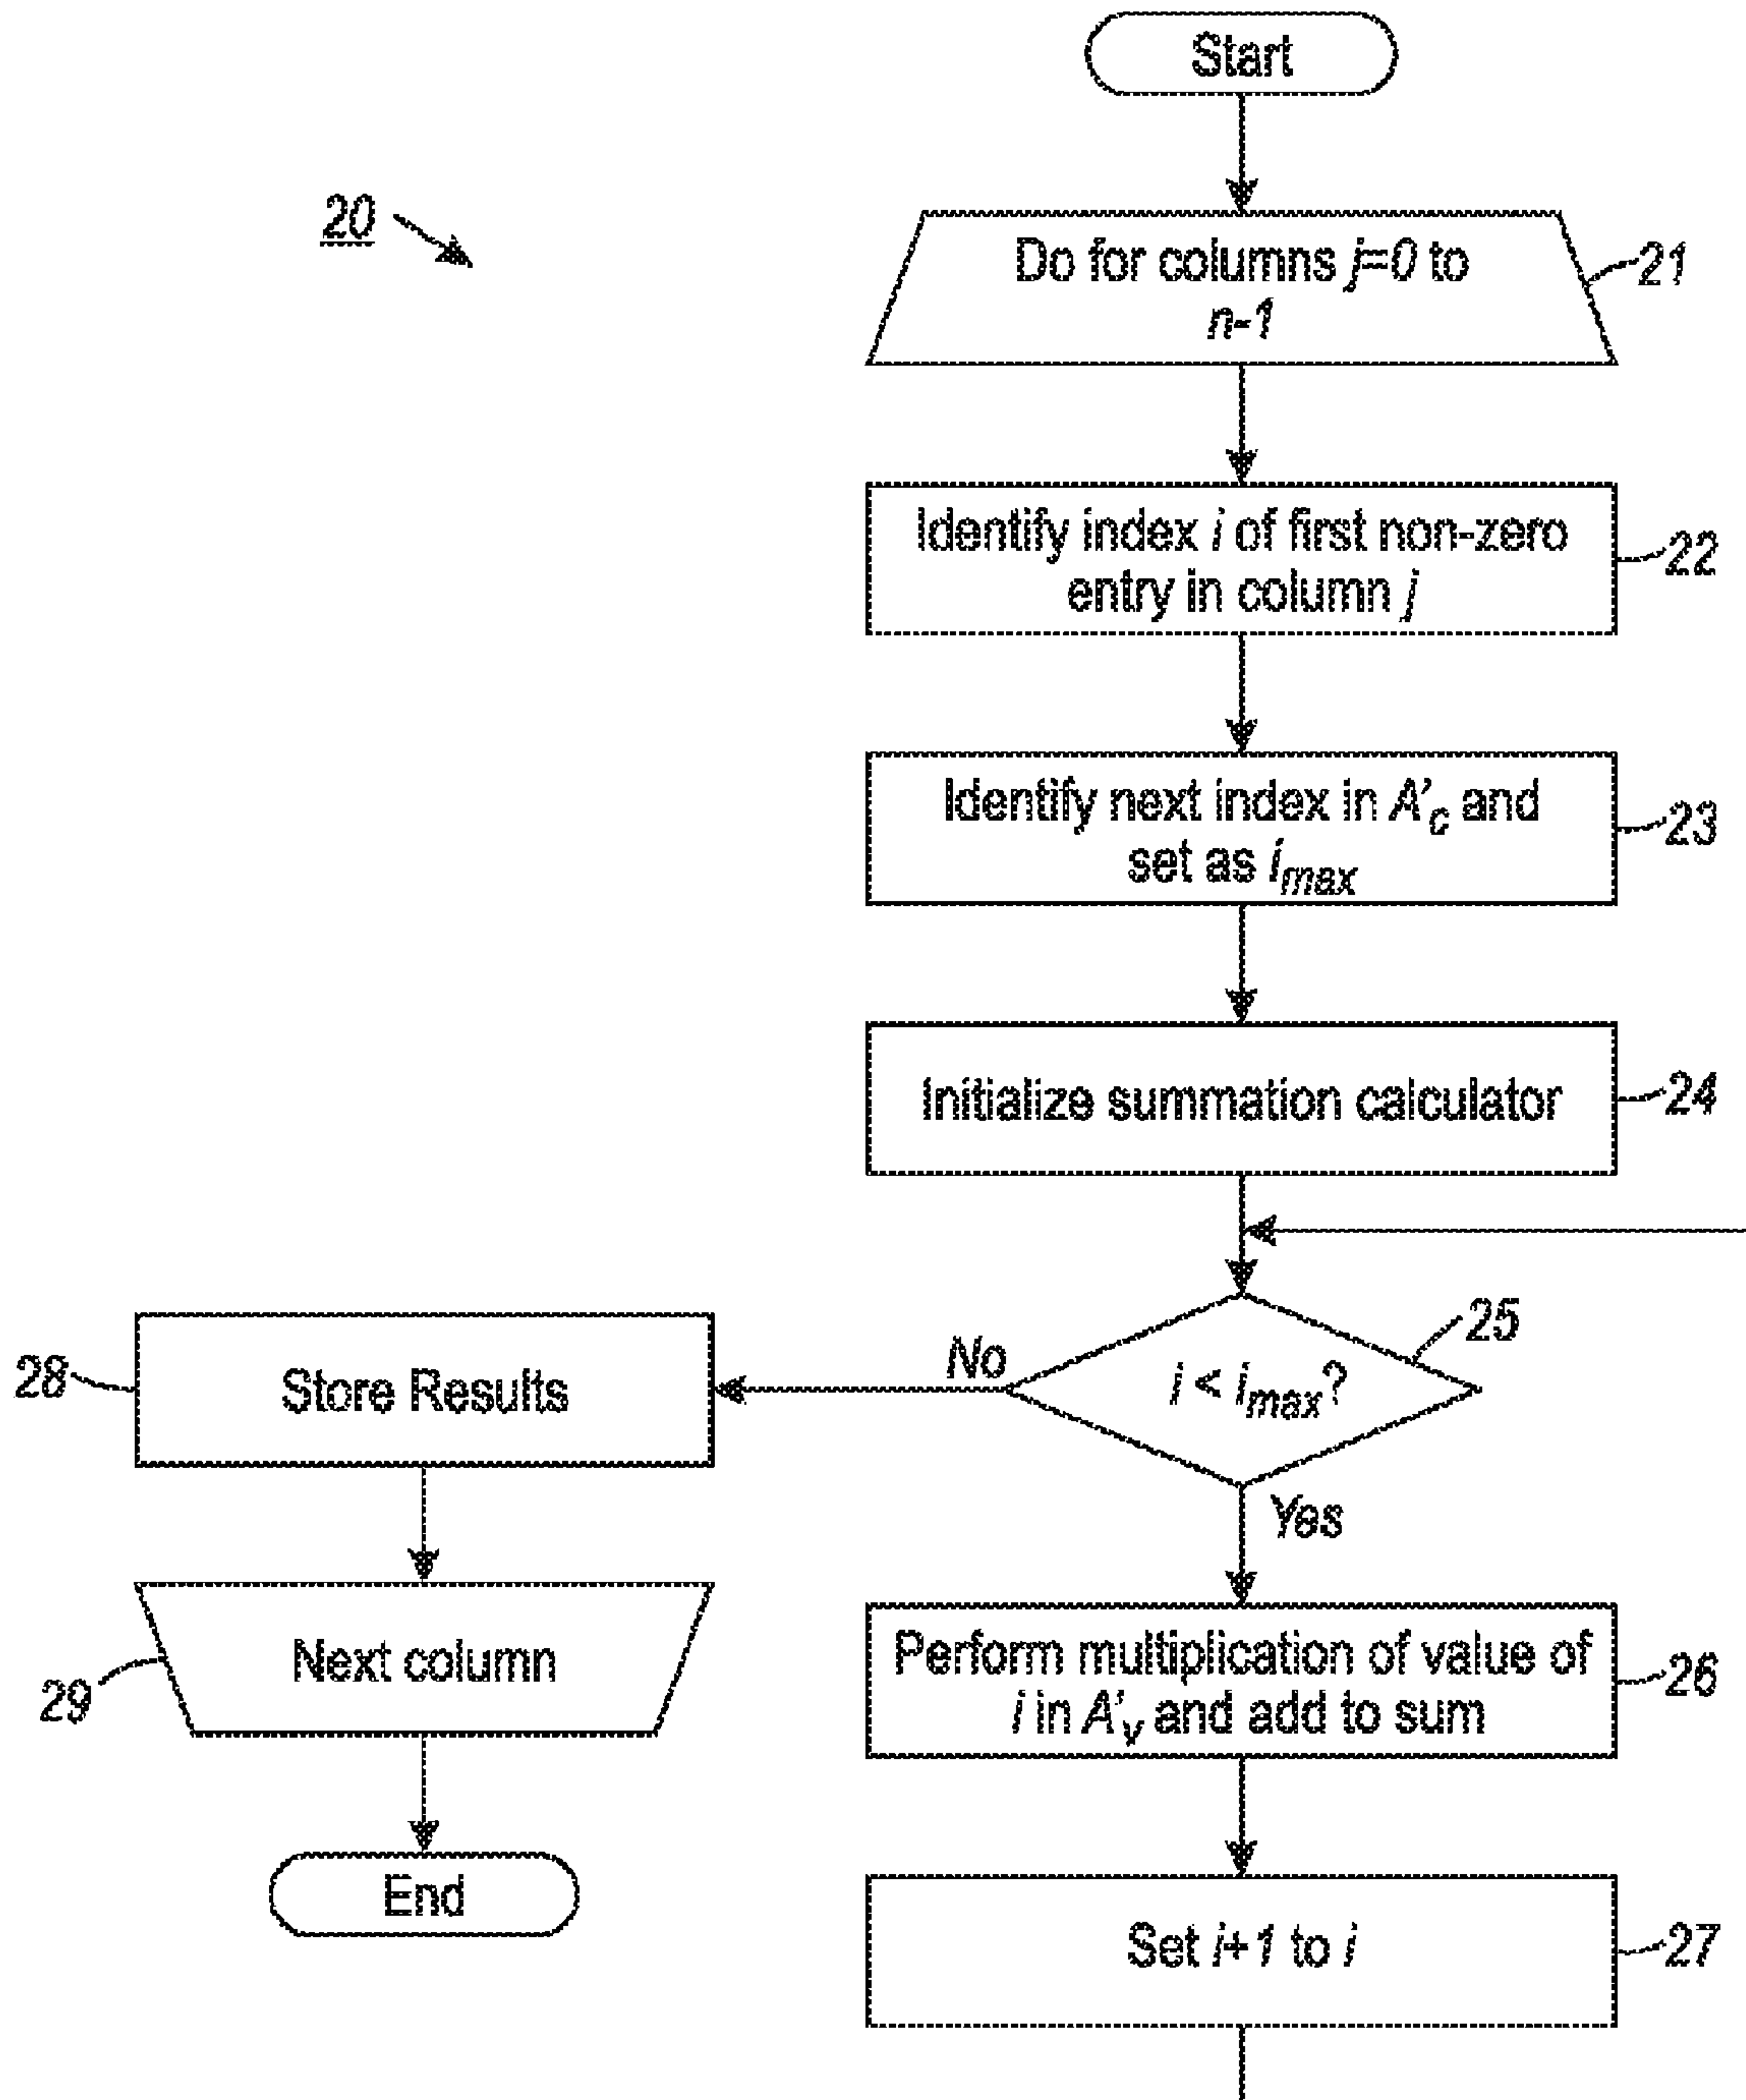 Start
20
Do for columns j=0 to
n-1
21
Identify index i of first non-zero
entry in column j
22
Identify next index in A'c and
set as imax
23
Initialize summation calculator
24
i < imax?
25
No
Yes
Store Results
28
Perform multiplication of value of
i in A'v and add to sum
26
Next column
29
Set i+1 to i
27
End